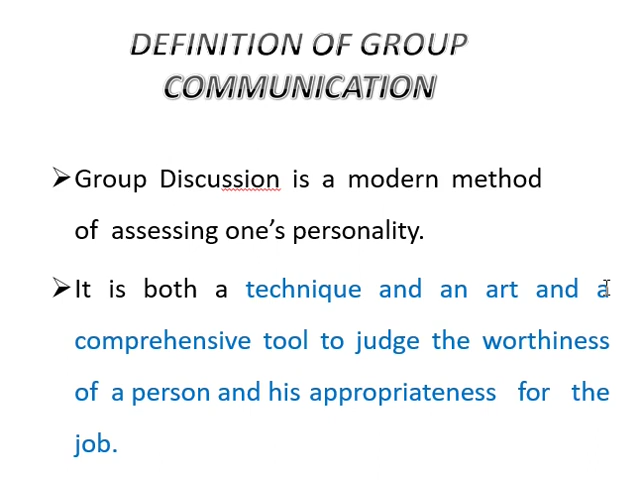 DEFINITION OF GROUP
COMMUNICATION
➢Group Discussion is a modern method
of assessing one’s personality.
➢It is both a technique and an art and a
comprehensive tool to judge the worthiness
of a person and his appropriateness for the
job.